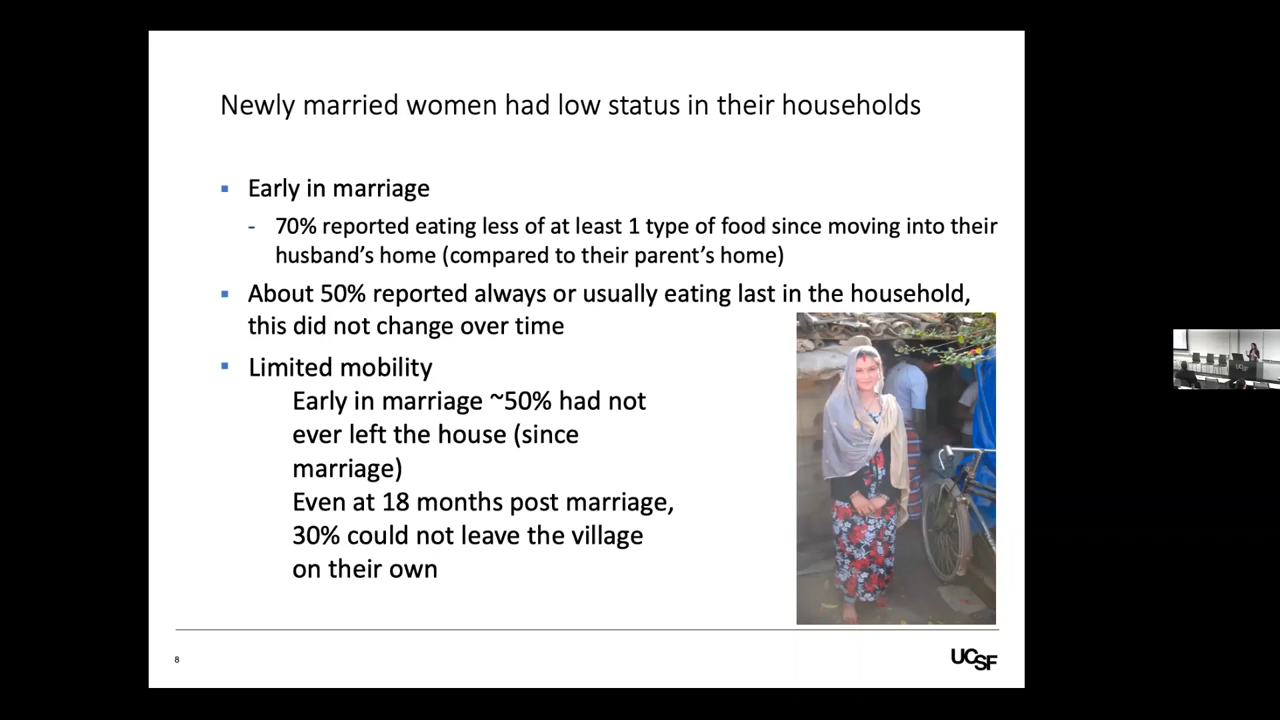 Newly married women had low status in their households
▪ Early in marriage
- 70% reported eating less of at least 1 type of food since moving into their
husband's home (compared to their parent's home)
▪ About 50% reported always or usually eating last in the household,
this did not change over time
▪ Limited mobility
Early in marriage ~50% had not
ever left the house (since
marriage)
Even at 18 months post marriage,
30% could not leave the village
on their own
8
UCSF
UCSF